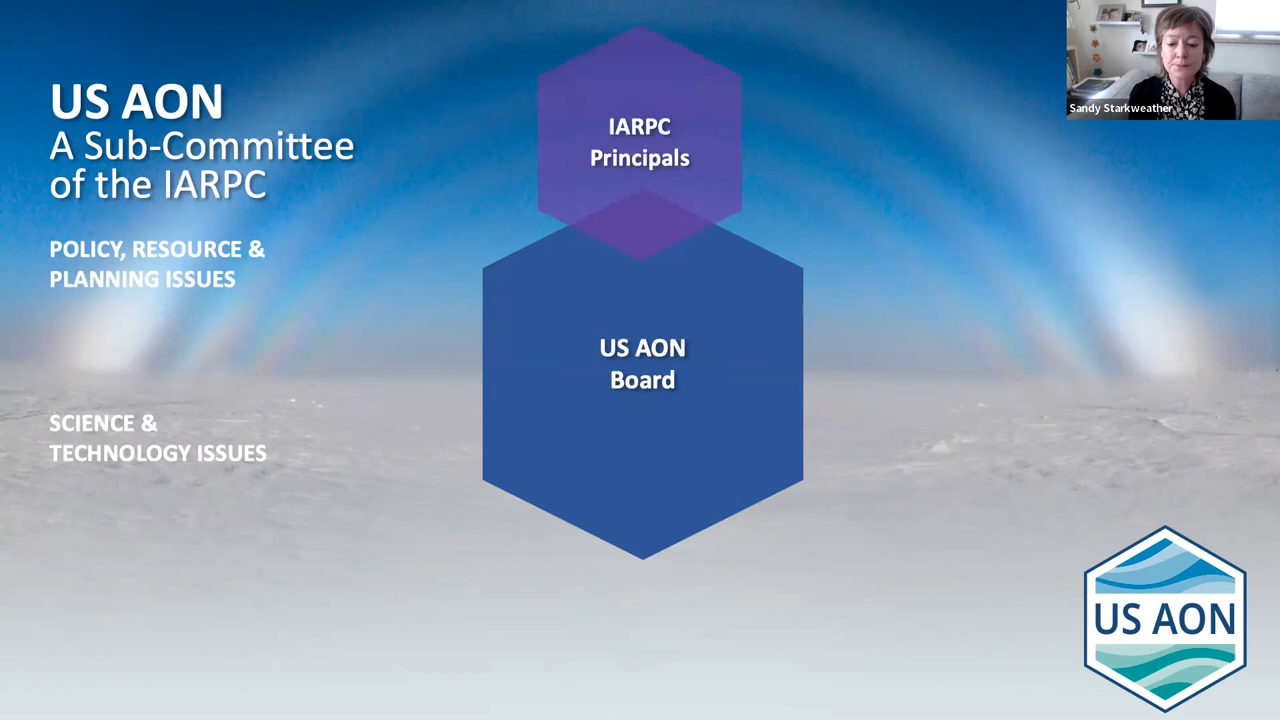 US AON
A Sub-Committee
of the IARPC
POLICY, RESOURCE &
PLANNING ISSUES
SCIENCE &
TECHNOLOGY ISSUES
IARPC
Principals
US AON
Board
Sandy Starkweather
US AON